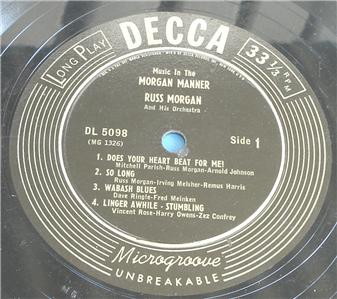 DECCA
LONG PLAY
33 1/3 RPM
Music In The
MORGAN MANNER
RUSS MORGAN
And His Orchestra
DL 5098
(MG 1326)
Side 1
1. DOES YOUR HEART BEAT FOR ME!
Mitchell Parish-Russ Morgan-Arnold Johnson
2. SO LONG
Russ Morgan-Irving Melsher-Remus Harris
3. WABASH BLUES
Dave Ringle-Fred Meinken
4. LINGER AWHILE - STUMBLING
Vincent Rose-Harry Owens-Zez Confrey
Microgroove
UNBREAKABLE